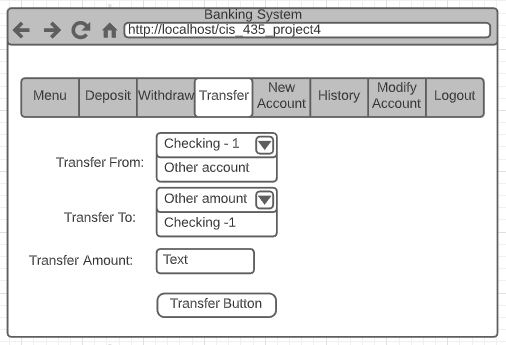 Banking System
http://localhost/cis_435_project4
Menu
Deposit
Withdraw
Transfer
New
Account
History
Modify
Account
Logout
Transfer From:
Checking - 1
Other account
Transfer To:
Other amount
Checking -1
Transfer Amount:
Text
Transfer Button